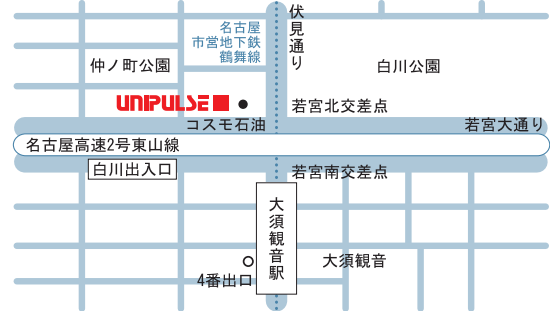 伏見通り
名古屋
市営地下鉄
鶴舞線
仲ノ町公園
白川公園
UNIPULSE
若宮北交差点
コスモ石油
若宮大通り
名古屋高速2号東山線
白川出入口
若宮南交差点
大須観音駅
大須観音
4番出口